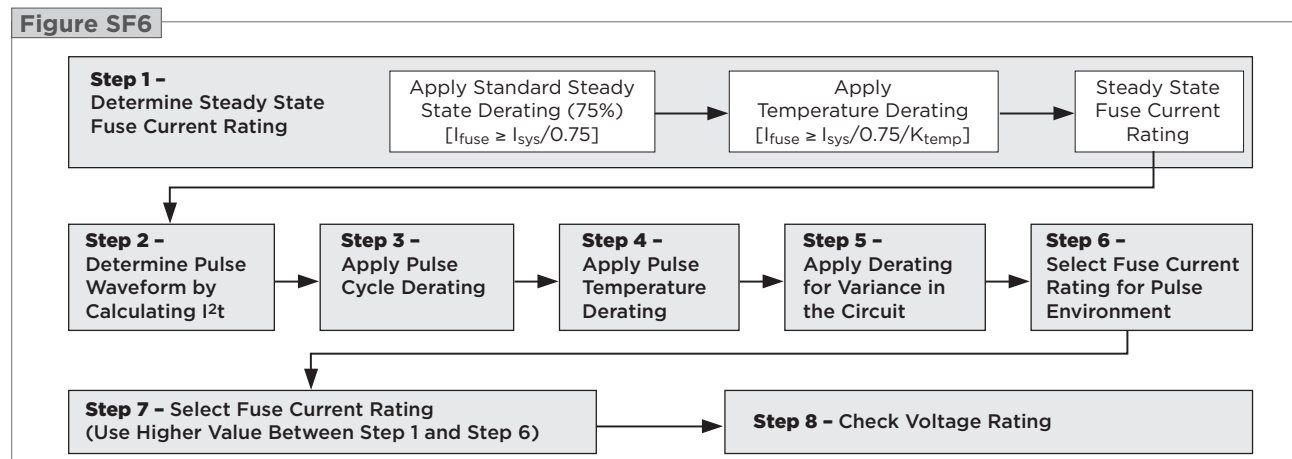 Figure SF6
Step 1 –
Determine Steady State
Fuse Current Rating
Apply Standard Steady
State Derating (75%)
[Ifuse ≥ Isys/0.75]
Apply
Temperature Derating
[Ifuse ≥ Isys/0.75/Ktemp]
Steady State
Fuse Current
Rating
Step 2 –
Determine Pulse
Waveform by
Calculating I²t
Step 3 –
Apply Pulse
Cycle Derating
Step 4 –
Apply Pulse
Temperature
Derating
Step 5 –
Apply Derating
for Variance in
the Circuit
Step 6 –
Select Fuse Current
Rating for Pulse
Environment
Step 7 – Select Fuse Current Rating
(Use Higher Value Between Step 1 and Step 6)
Step 8 – Check Voltage Rating